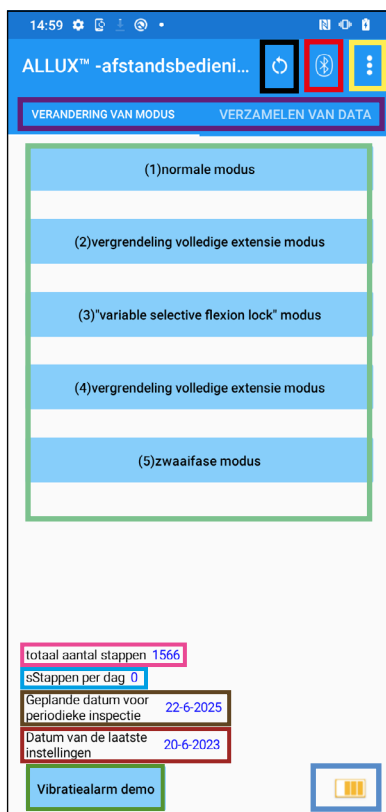 14:59
ALLUX™ -afstandsbedieni...
VERANDERING VAN MODUS VERZAMELEN VAN DATA
(1)normale modus
(2)vergrendeling volledige extensie modus
(3)"variable selective flexion lock" modus
(4)vergrendeling volledige extensie modus
(5)zwaaifase modus
totaal aantal stappen 1566
sStappen per dag 0
Geplande datum voor
periodieke inspectie 22-6-2025
Datum van de laatste
instellingen 20-6-2023
Vibratiealarm demo